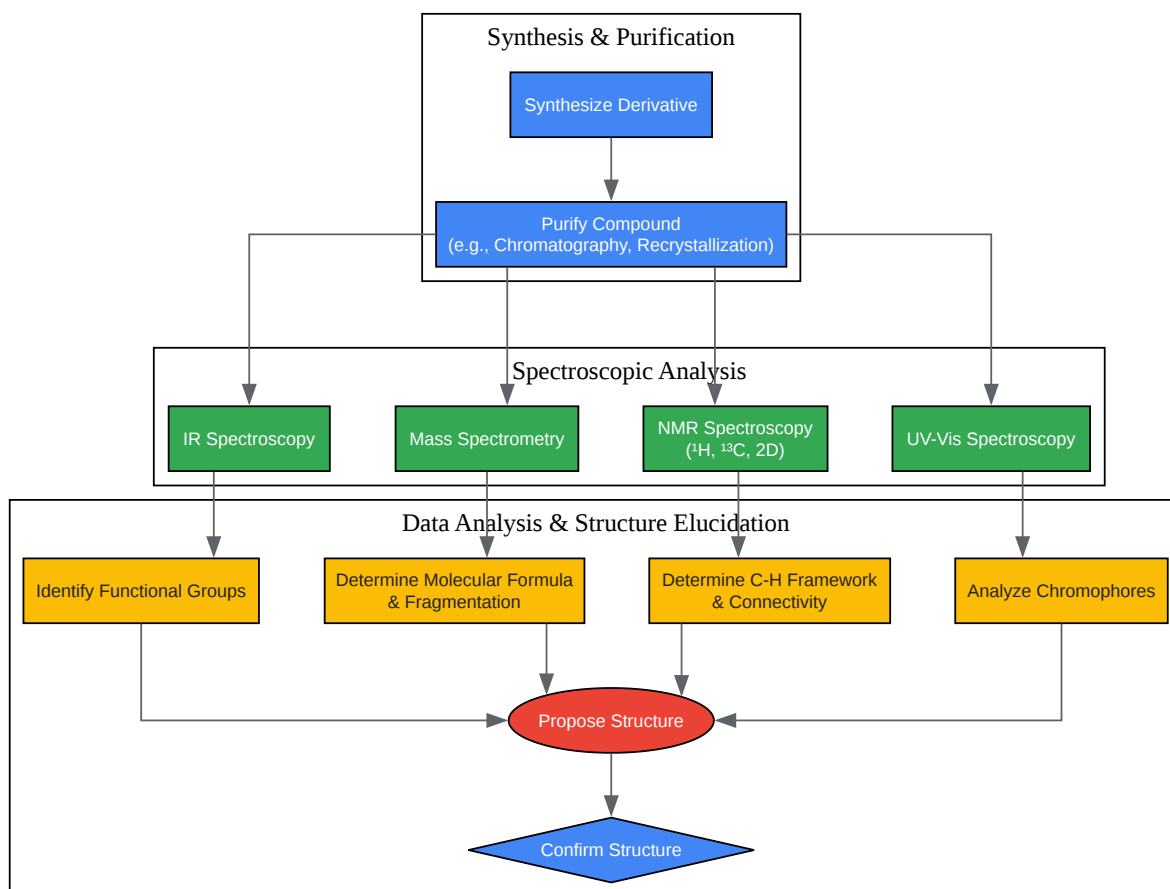 Synthesis & Purification
Synthesize Derivative
Purify Compound
(e.g., Chromatography, Recrystallization)
Spectroscopic Analysis
IR Spectroscopy
Mass Spectrometry
NMR Spectroscopy
(¹H, ¹³C, 2D)
UV-Vis Spectroscopy
Data Analysis & Structure Elucidation
Identify Functional Groups
Determine Molecular Formula
& Fragmentation
Determine C-H Framework
& Connectivity
Analyze Chromophores
Propose Structure
Confirm Structure